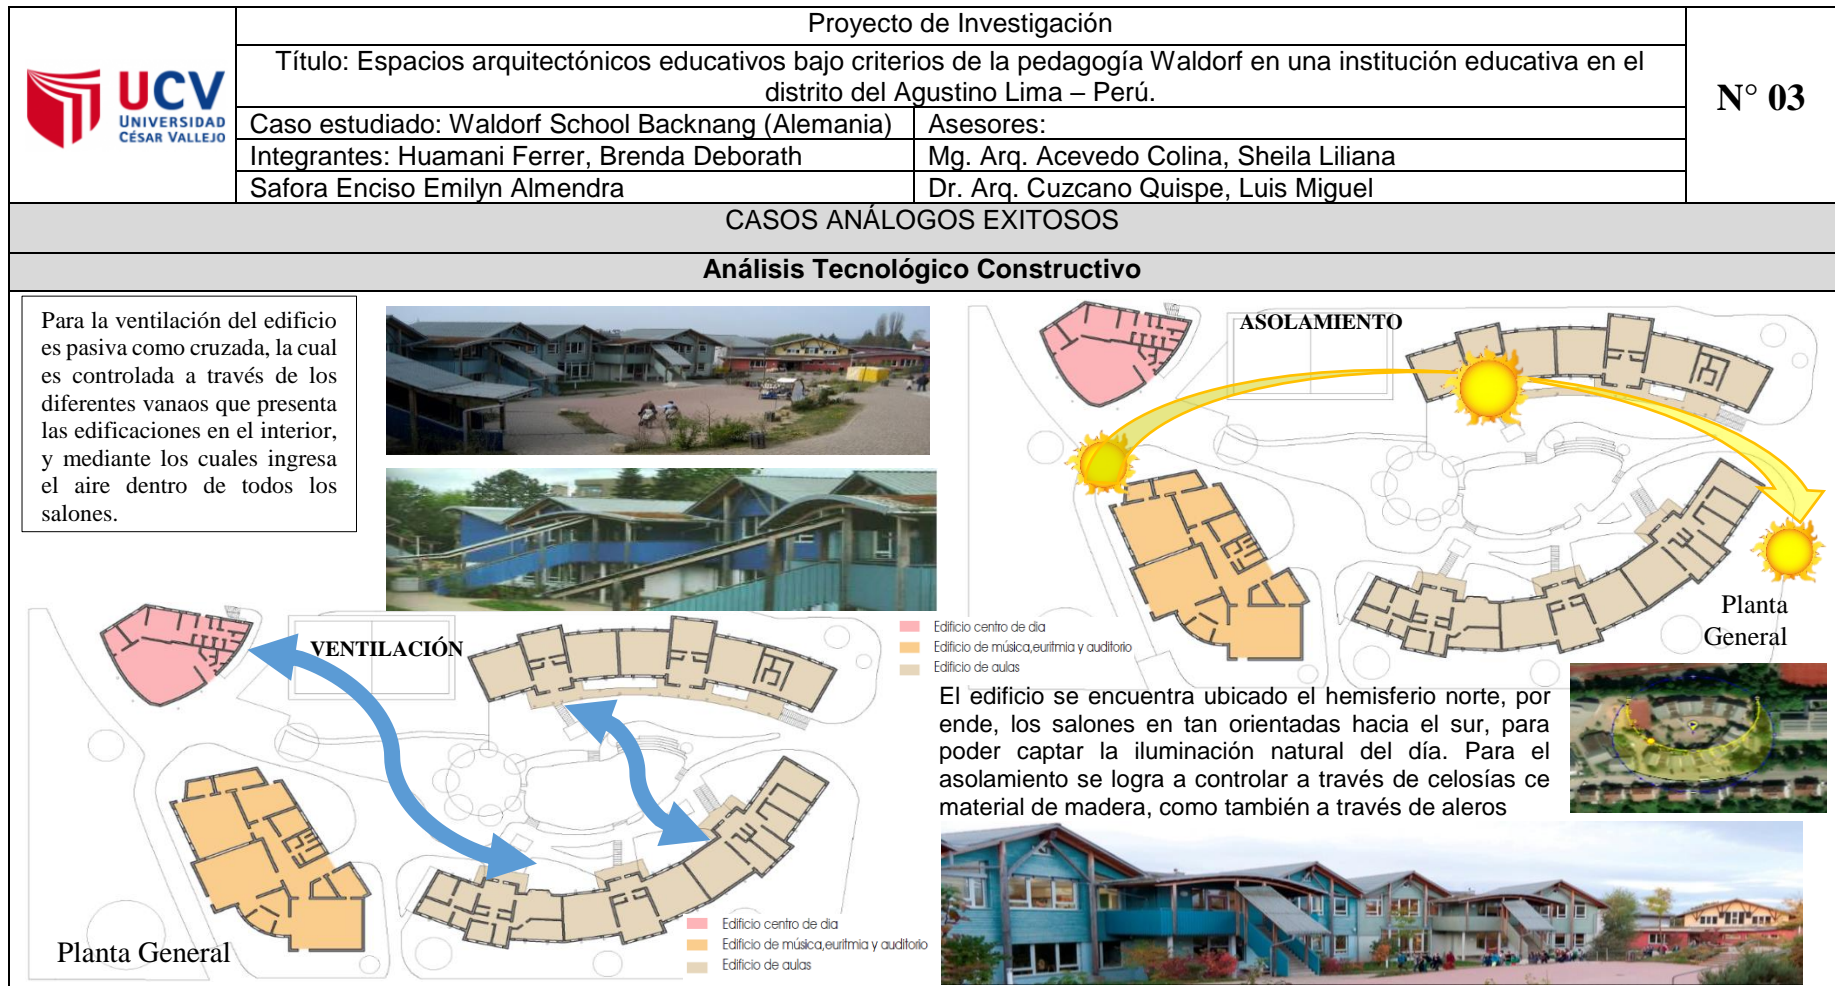 UCV
UNIVERSIDAD
CÉSAR VALLEJO
Proyecto de Investigación
Título: Espacios arquitectónicos educativos bajo criterios de la pedagogía Waldorf en una institución educativa en el
distrito del Agustino Lima – Perú.
Caso estudiado: Waldorf School Backnang (Alemania)
Asesores:
Integrantes: Huamani Ferrer, Brenda Deborath
Mg. Arq. Acevedo Colina, Sheila Liliana
Safora Enciso Emilyn Almendra
Dr. Arq. Cuzcano Quispe, Luis Miguel
N° 03
CASOS ANÁLOGOS EXITOSOS
Análisis Tecnológico Constructivo
Para la ventilación del edificio
es pasiva como cruzada, la cual
es controlada a través de los
diferentes vanaos que presenta
las edificaciones en el interior,
y mediante los cuales ingresa
el aire dentro de todos los
salones.
ASOLAMIENTO
Planta
General
Edificio centro de dia
Edificio de música,euritmia y auditorio
Edificio de aulas
VENTILACIÓN
El edificio se encuentra ubicado el hemisferio norte, por
ende, los salones en tan orientadas hacia el sur, para
poder captar la iluminación natural del día. Para el
asolamiento se logra a controlar a través de celosías ce
material de madera, como también a través de aleros
Edificio centro de dia
Edificio de música,euritmia y auditorio
Edificio de aulas
Planta General